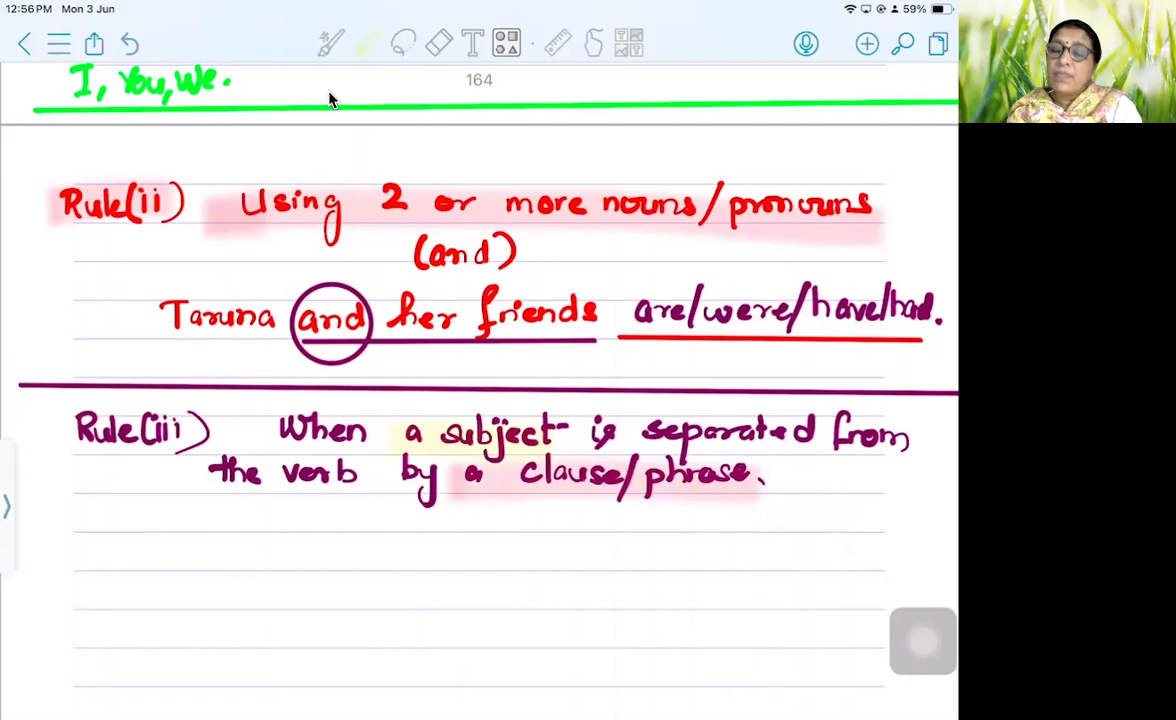 12:56 PM Mon 3 Jun 59%
I, You, We.
164
Rule(ii) Using 2 or more nouns/pronouns
(and)
Taruna and her friends are/were/have/had.
Rule(iii) When a subject is separated from
the verb by a clause/phrase.